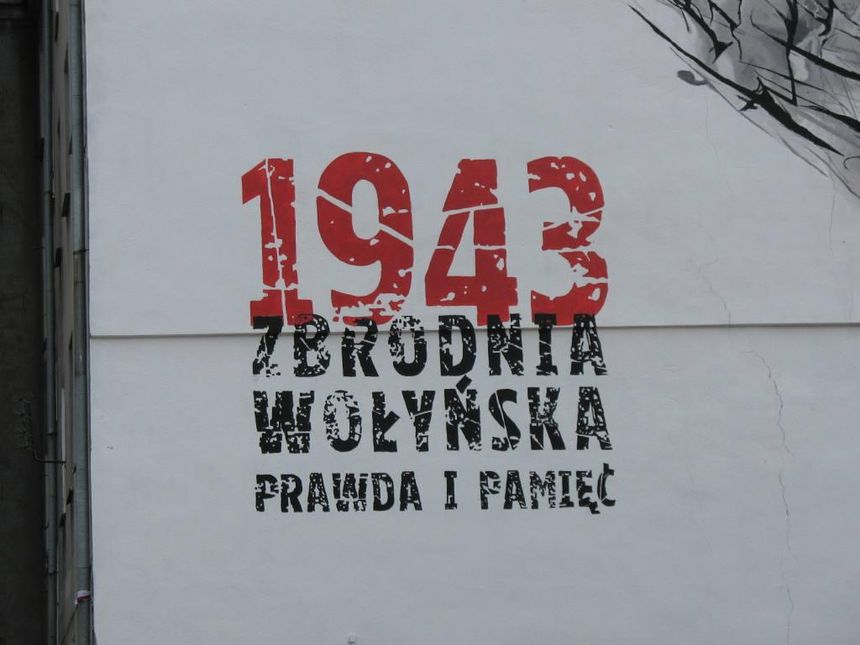 1943
ZBRODNIA
WOŁYŃSKA
PRAWDA I PAMIĘĆ